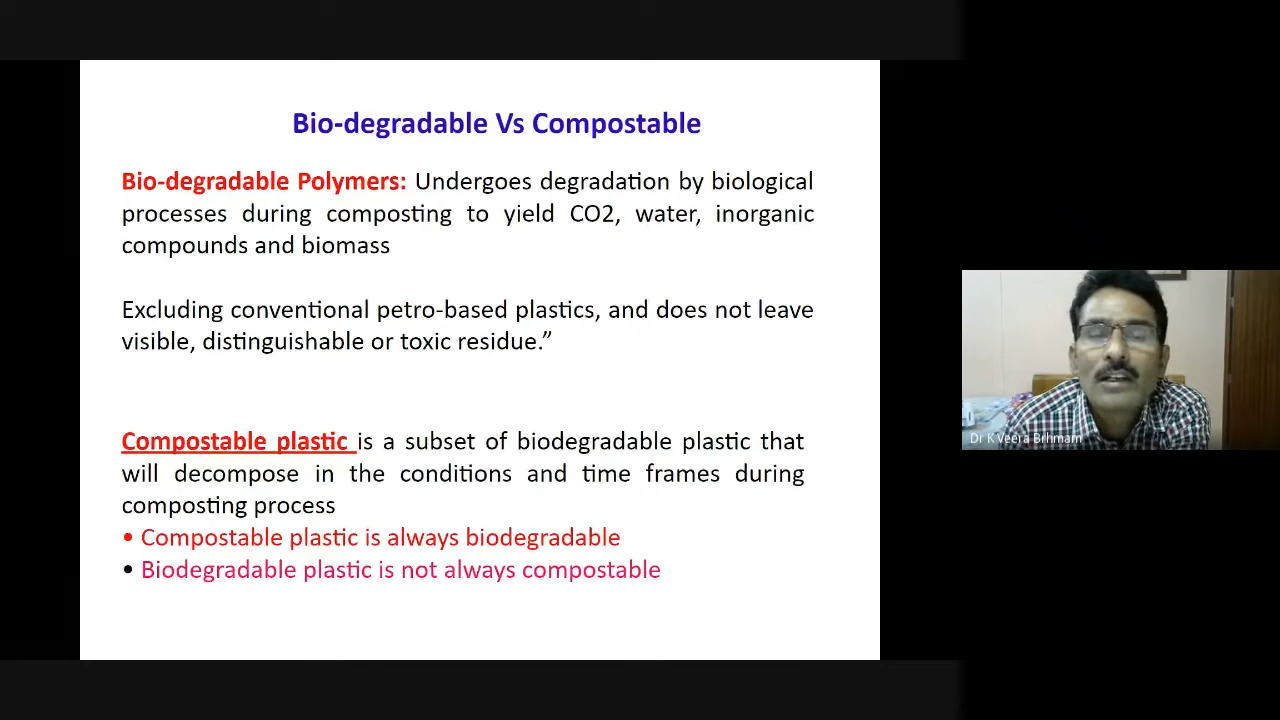 Bio-degradable Vs Compostable
Bio-degradable Polymers: Undergoes degradation by biological
processes during composting to yield CO2, water, inorganic
compounds and biomass
Excluding conventional petro-based plastics, and does not leave
visible, distinguishable or toxic residue.”
Compostable plastic is a subset of biodegradable plastic that
will decompose in the conditions and time frames during
composting process
• Compostable plastic is always biodegradable
• Biodegradable plastic is not always compostable
Dr K Veera Brhmam